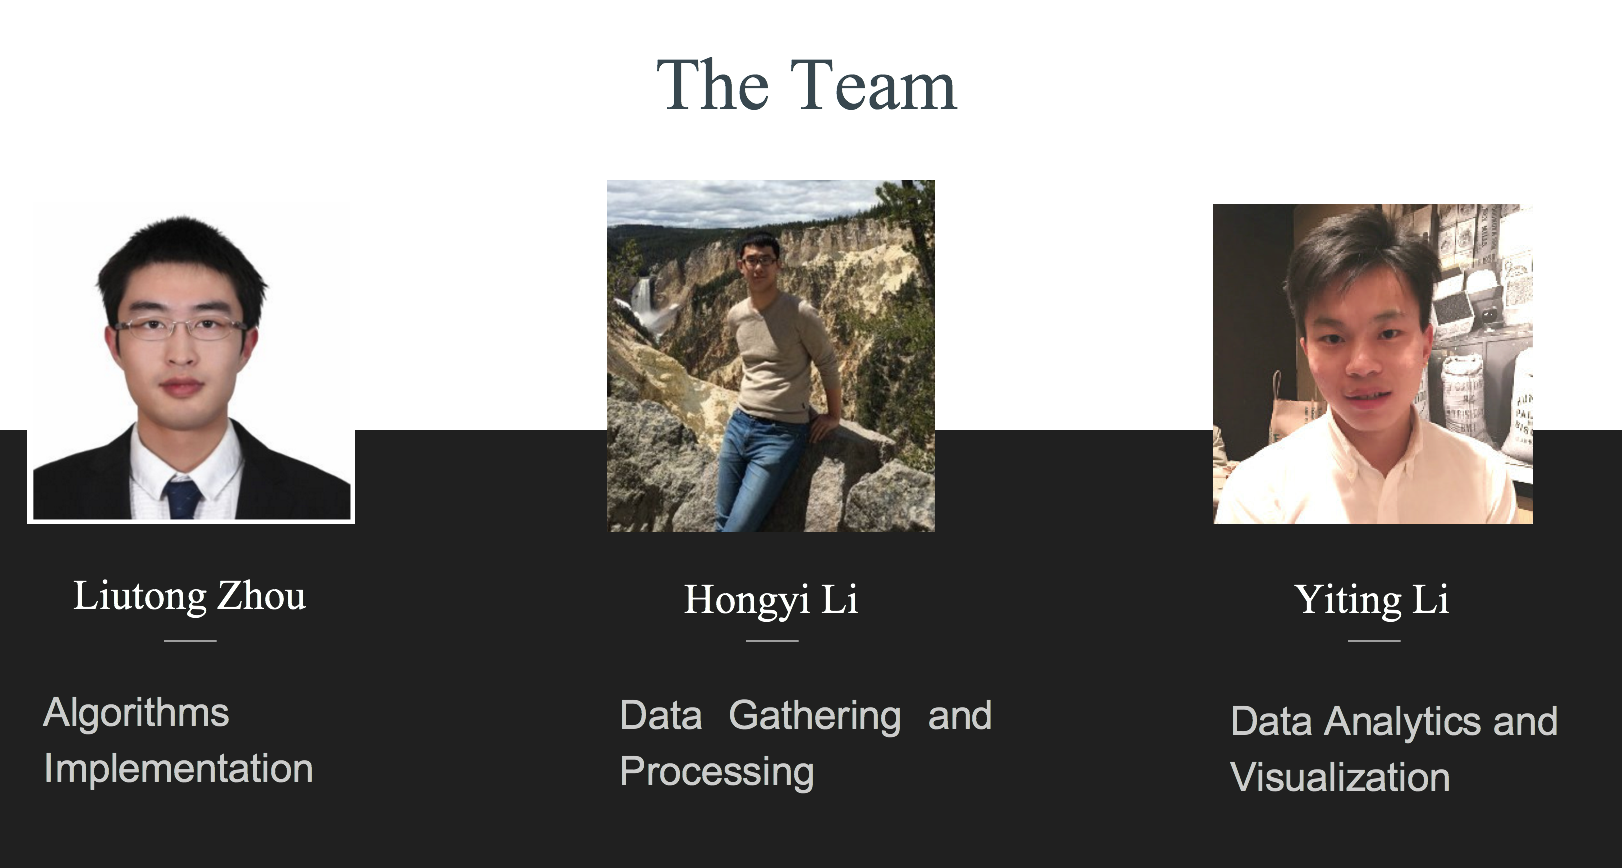 The Team
Liutong Zhou
Algorithms
Implementation
Hongyi Li
Data Gathering and
Processing
Yiting Li
Data Analytics and
Visualization